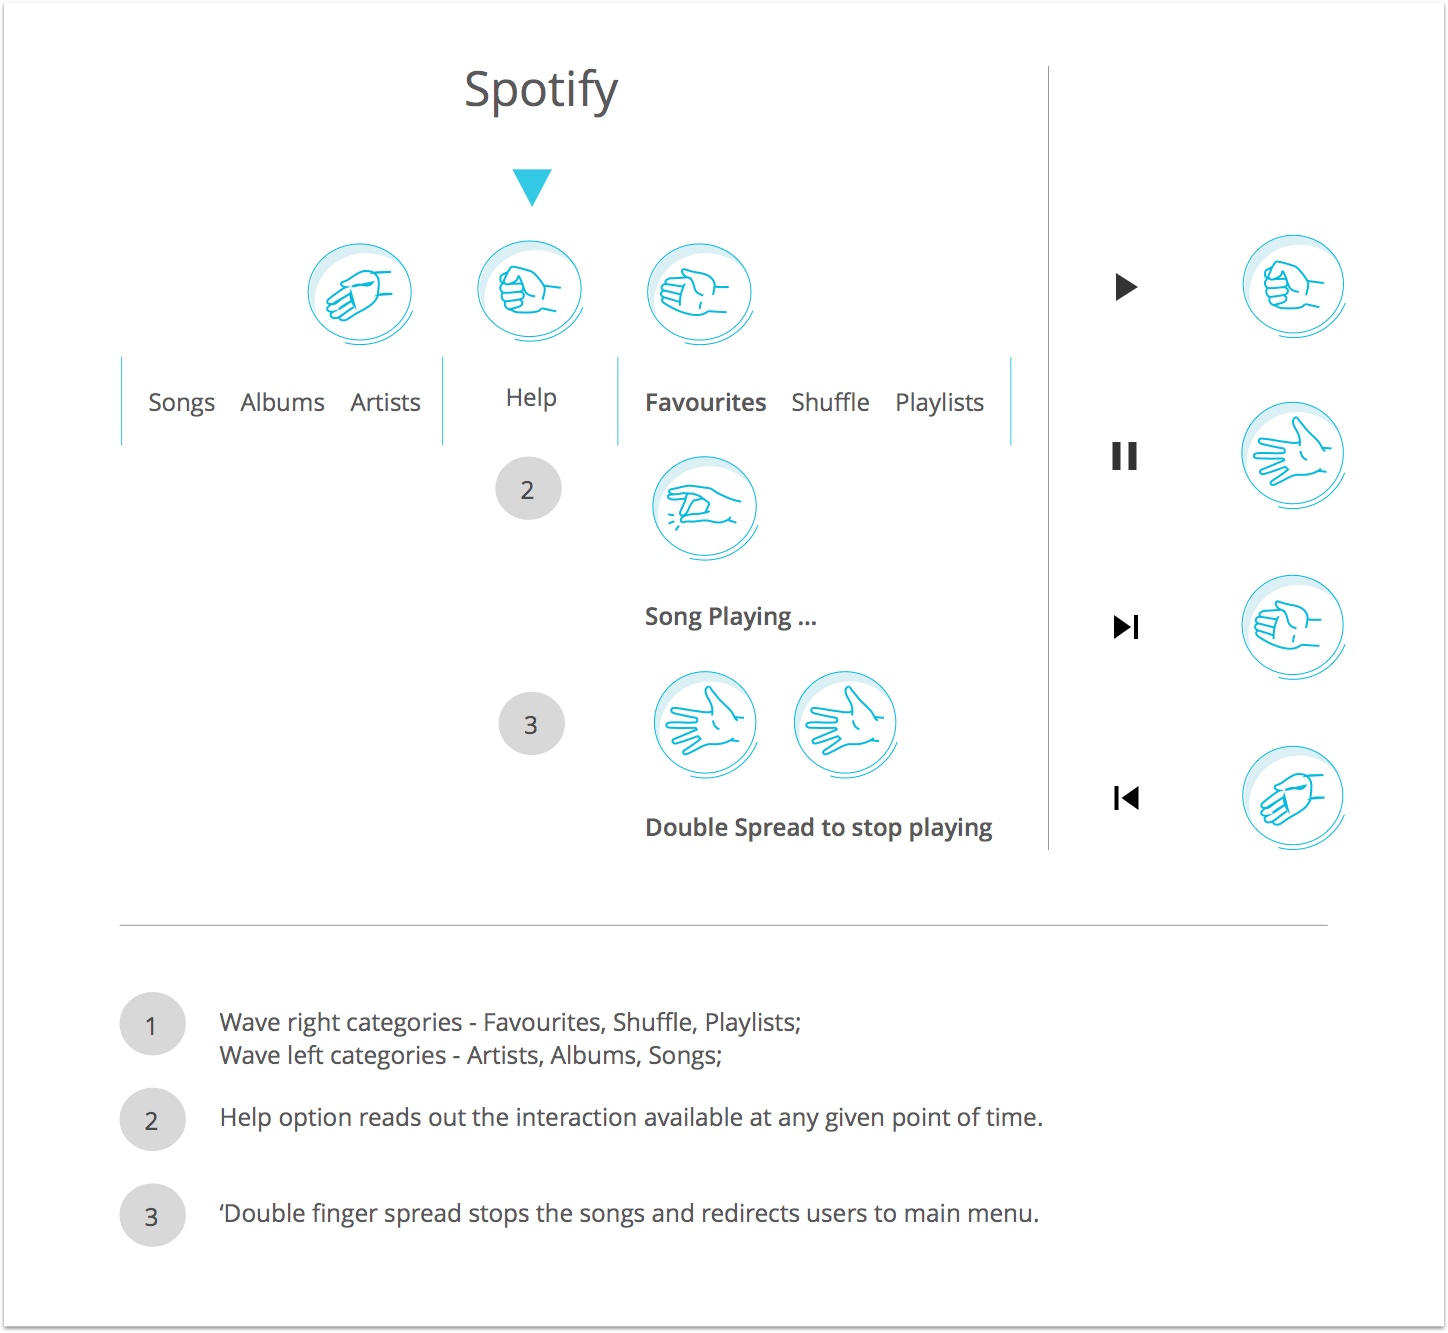 Spotify
Songs Albums Artists
Help
Favourites Shuffle Playlists
2
Song Playing ...
3
Double Spread to stop playing
1
Wave right categories - Favourites, Shuffle, Playlists;
Wave left categories - Artists, Albums, Songs;
2
Help option reads out the interaction available at any given point of time.
3
‘Double finger spread stops the songs and redirects users to main menu.